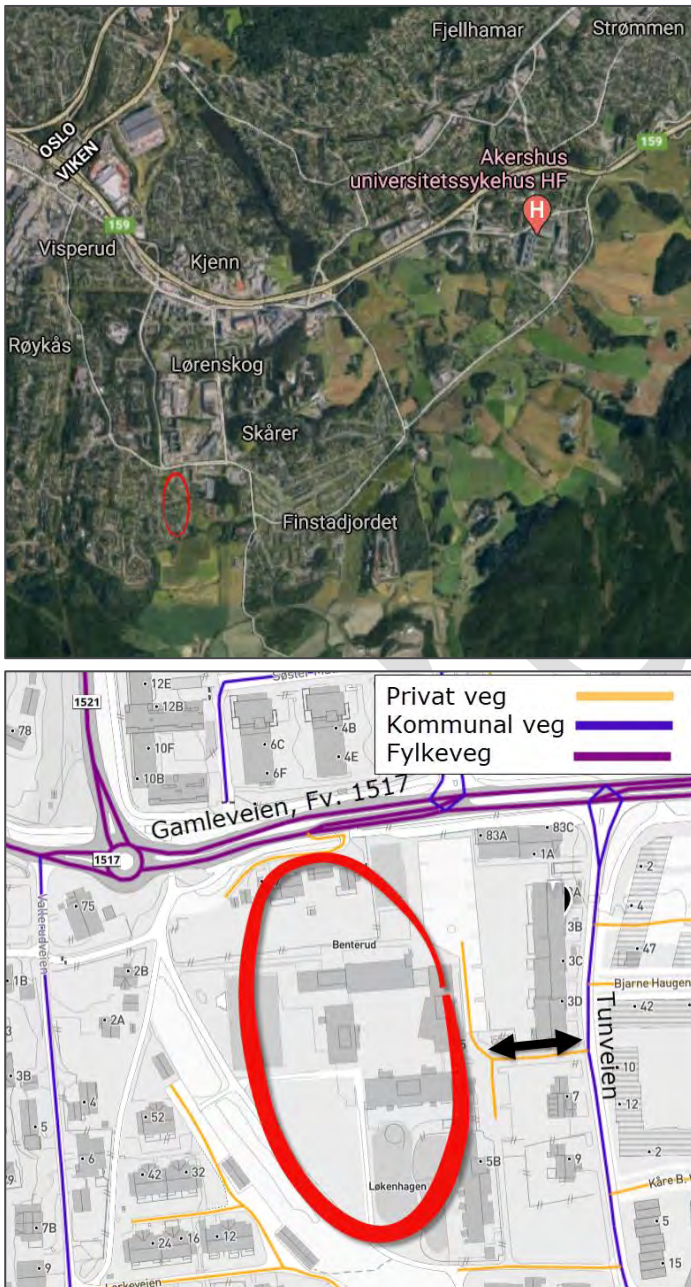 Fjellhamar
Strømmen
159
OSLO
VIKEN
Akershus
universitetssykehus HF
H
159
Visperud
Kjenn
Røykås
Lørenskog
Skårer
Finstadjordet
Privat veg
Kommunal veg
Fylkeveg
1521
78
12E
12B
10F
10B
6C
6F
4B
4E
Gamleveien, Fv. 1517
1517
83A
83C
1A
2
4
3B
47
3C
Bjarne Haugen
3D
42
Tunveien
75
Benterud
2B
1B
2A
3B
4
5
52
6
42
32
7
10
12
9
2
5B
Løkenhagen
Kåre B.
7B
24
16
12
5
9
15